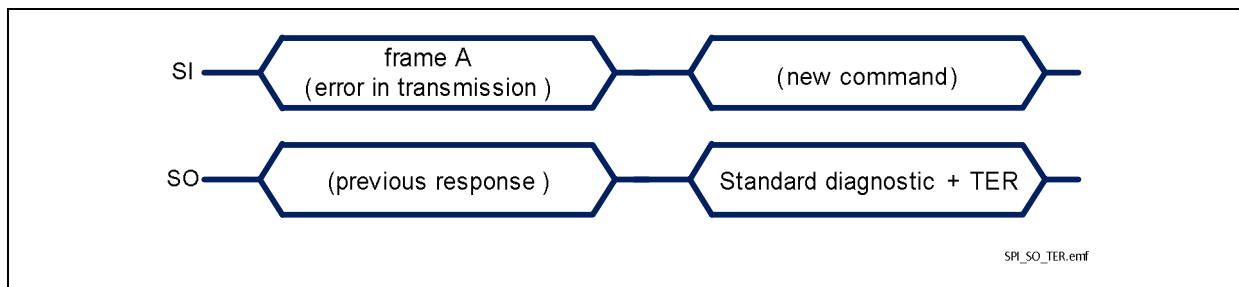 SI
frame A
(error in transmission )
(new command)
SO
(previous response )
Standard diagnostic + TER
SPI_SO_TER.emf